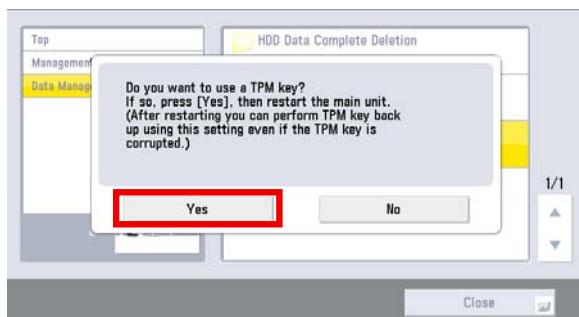 Top
HDD Data Complete Deletion
Management
Data Manag
Do you want to use a TPM key?
If so, press [Yes], then restart the main unit.
(After restarting you can perform TPM key back
up using this setting even if the TPM key is
corrupted.)
Yes
No
1/1
Close